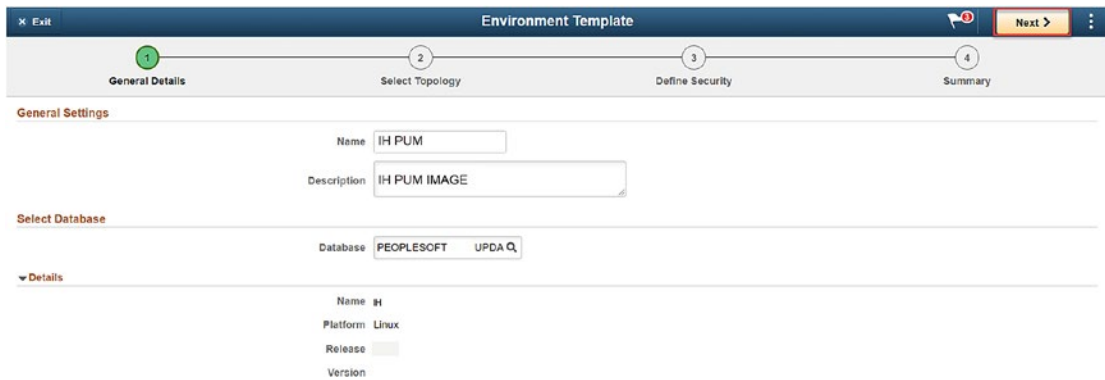 × Exit
Environment Template
3
Next >
1
2
3
4
General Details
Select Topology
Define Security
Summary
General Settings
Name IH PUM
Description IH PUM IMAGE
Select Database
Database PEOPLESOFT UPDA
Details
Name IH
Platform Linux
Release
Version